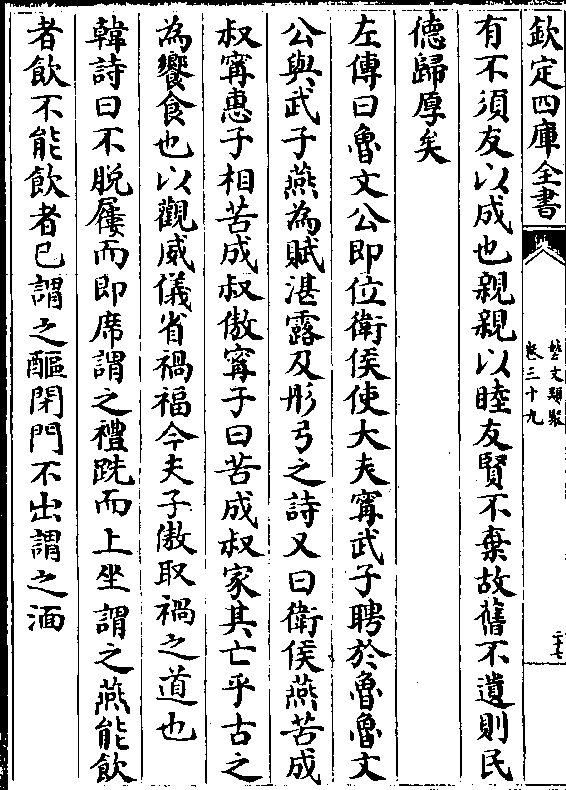 欽定四庫全書
藝文類聚
卷三十九
二十七
有不須友以成也親親以睦友賢不棄故舊不遺則民
德歸厚矣
左傳曰魯文公即位衛侯使大夫甯武子聘於魯魯文
公與武子燕為賦湛露及彤弓之詩又曰衛侯燕苦成
叔甯惠子相苦成叔傲甯子曰苦成叔家其亡乎古之
為饗食也以觀威儀省禍福今夫子傲取禍之道也
韓詩曰不脫屨而即席謂之禮跣而上坐謂之燕能飲
者飲不能飲者已謂之醧閉門不出謂之湎